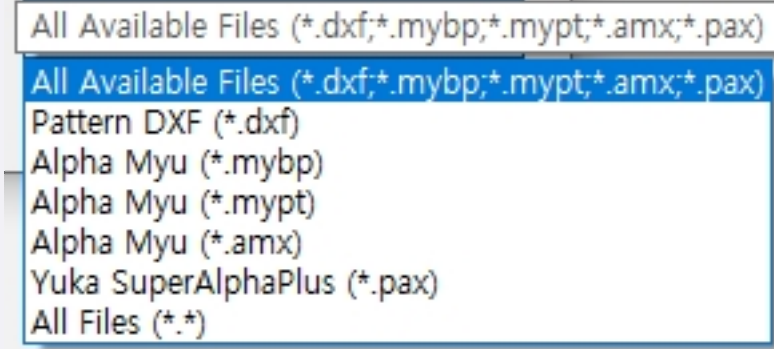 All Available Files (*.dxf;*.mybp;*.mypt;*.amx;*.pax)
All Available Files (*.dxf;*.mybp;*.mypt;*.amx;*.pax)
Pattern DXF (*.dxf)
Alpha Myu (*.mybp)
Alpha Myu (*.mypt)
Alpha Myu (*.amx)
Yuka SuperAlphaPlus (*.pax)
All Files (*.*)